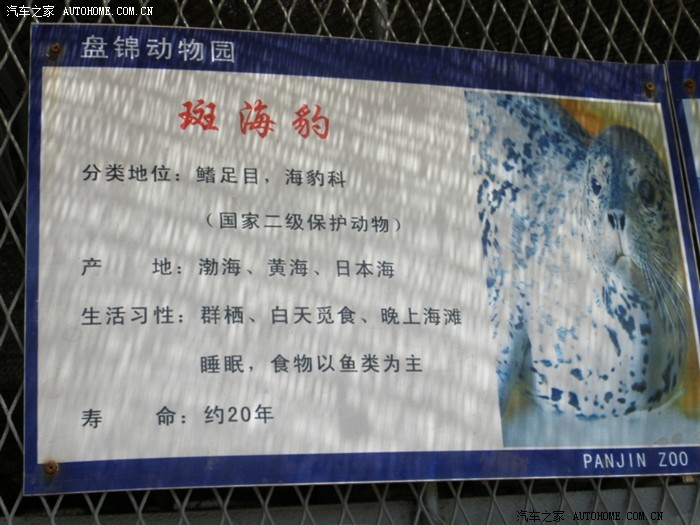 汽车之家 AUTOHOME.COM.CN
盘锦动物园
斑海豹
分类地位：鳍足目，海豹科
（国家二级保护动物）
产 地：渤海、黄海、日本海
生活习性：群栖、白天觅食、晚上海滩
睡眠，食物以鱼类为主
寿 命：约20年
PANJIN ZOO
汽车之家 AUTOHOME.COM.CN